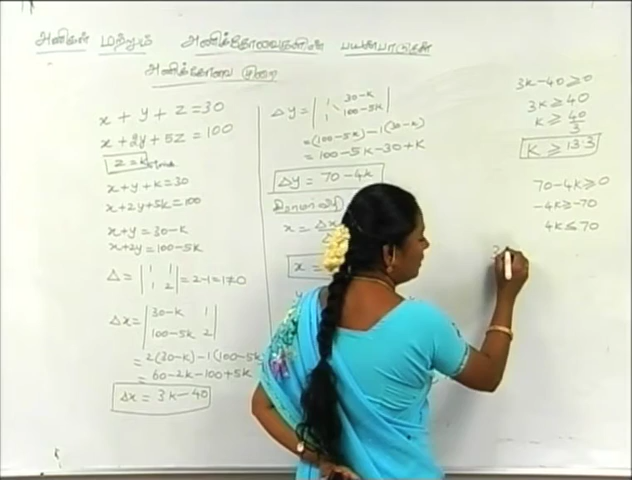 அணிகள் மற்றும் அணிக்கோவைகளின் பயன்பாடுகள்
அணிக்கோவை முறை
x + y + z = 30
x + 2y + 5z = 100
z = k
x + y + k = 30
x + 2y + 5k = 100
x + y = 30 - k
x + 2y = 100 - 5k
Δ = | 1 1 | = 2 - 1 = 1 ≠ 0
| 1 2 |
Δx = | 30 - k 1 |
| 100 - 5k 2 |
= 2(30 - k) - 1(100 - 5k
= 60 - 2k - 100 + 5k
Δx = 3k - 40
Δy = | 1 30 - k |
| 1 100 - 5k |
= (100 - 5k) - 1(30 - k)
= 100 - 5k - 30 + k
Δy = 70 - 4k
x = Δx
x =
y
3k - 40 ≥ 0
3k ≥ 40
k ≥ 40/3
K ≥ 13.3
70 - 4k ≥ 0
-4k ≥ -70
4k ≤ 70